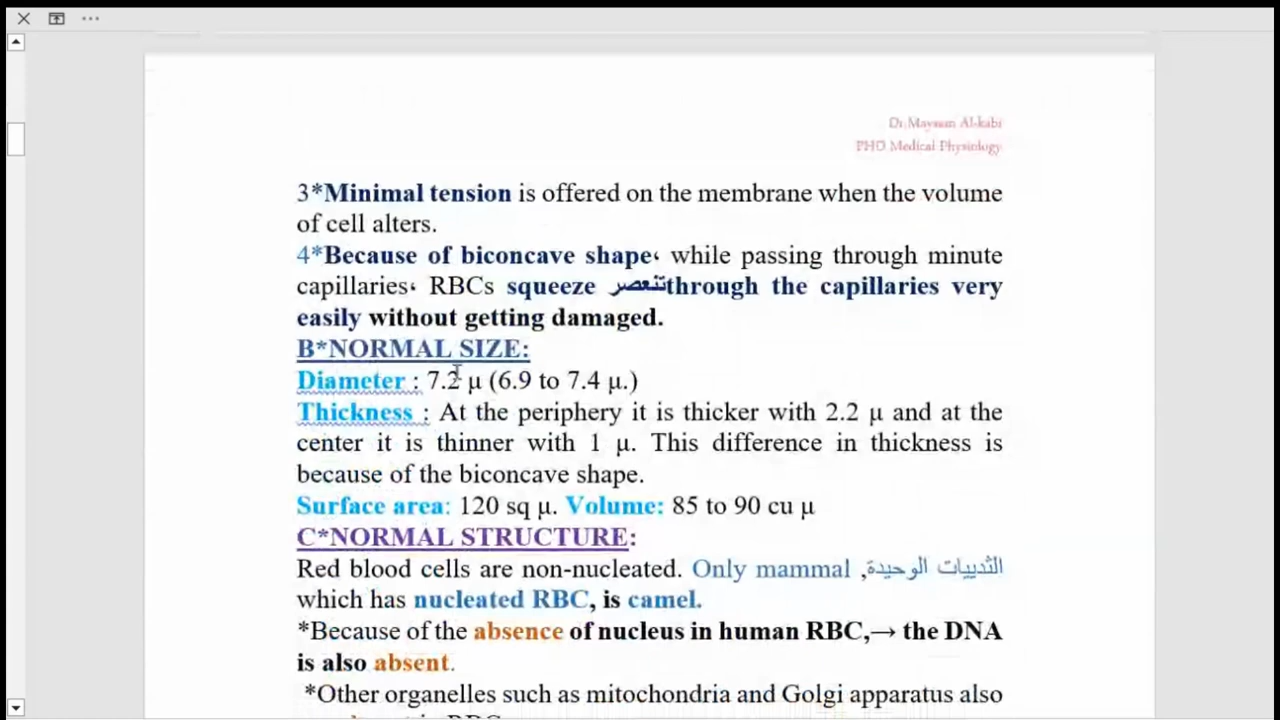 Dr.Maysaan Al-kabi
PHD Medical Physiology
3*Minimal tension is offered on the membrane when the volume
of cell alters.
4*Because of biconcave shape، while passing through minute
capillaries، RBCs squeeze تنعصر through the capillaries very
easily without getting damaged.
B*NORMAL SIZE:
Diameter : 7.2 μ (6.9 to 7.4 μ.)
Thickness : At the periphery it is thicker with 2.2 μ and at the
center it is thinner with 1 μ. This difference in thickness is
because of the biconcave shape.
Surface area: 120 sq μ. Volume: 85 to 90 cu μ
C*NORMAL STRUCTURE:
Red blood cells are non-nucleated. Only mammal ,الثدييات الوحيدة
which has nucleated RBC, is camel.
*Because of the absence of nucleus in human RBC,→ the DNA
is also absent.
*Other organelles such as mitochondria and Golgi apparatus also